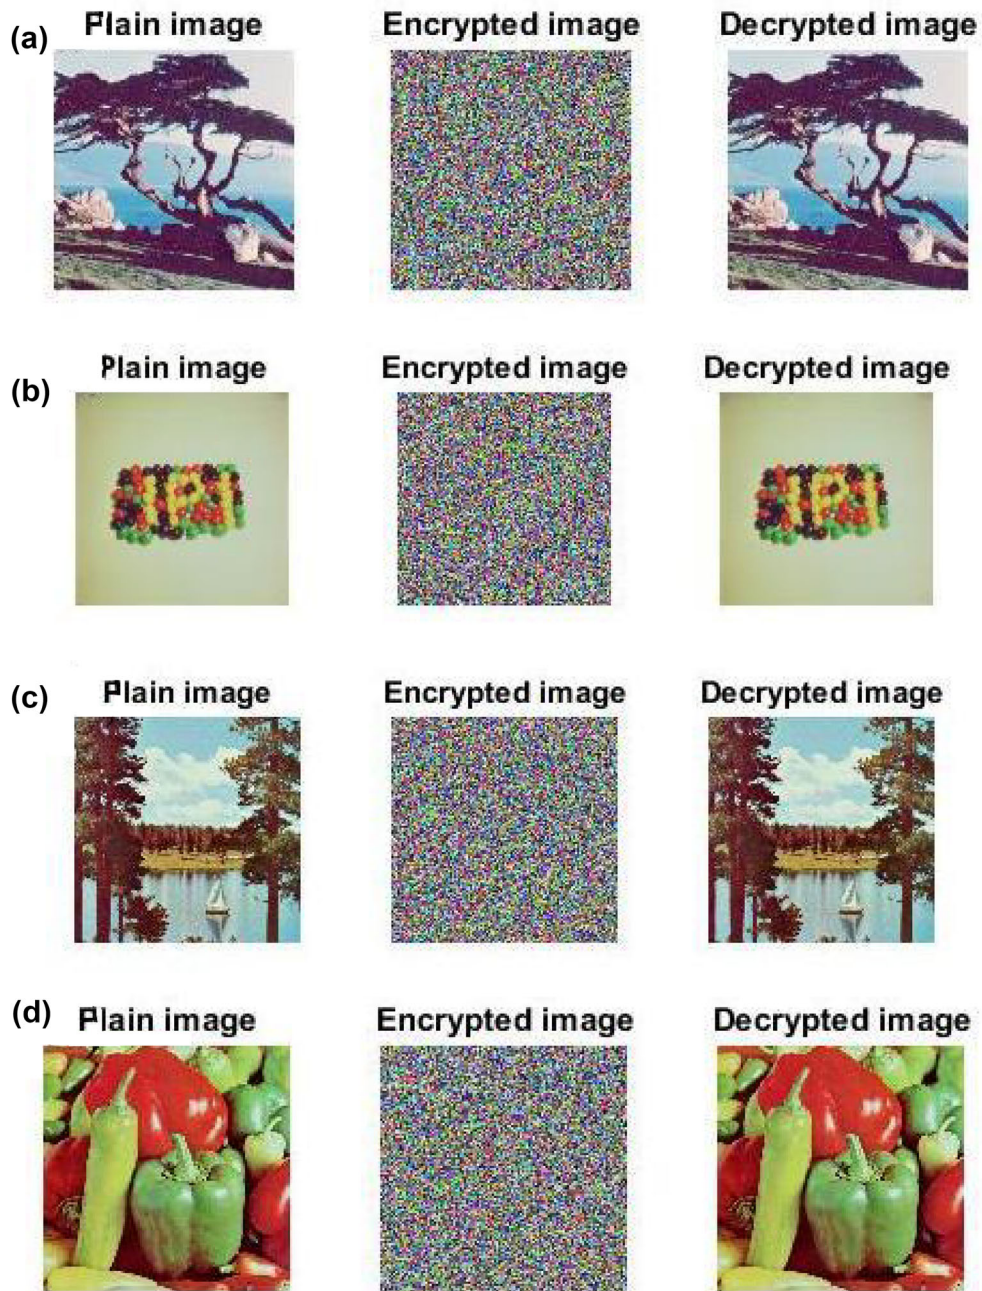 (a) Plain image Encrypted image Decrypted image
(b) Plain image Encrypted image Decrypted image
(c) Plain image Encrypted image Decrypted image
(d) Plain image Encrypted image Decrypted image